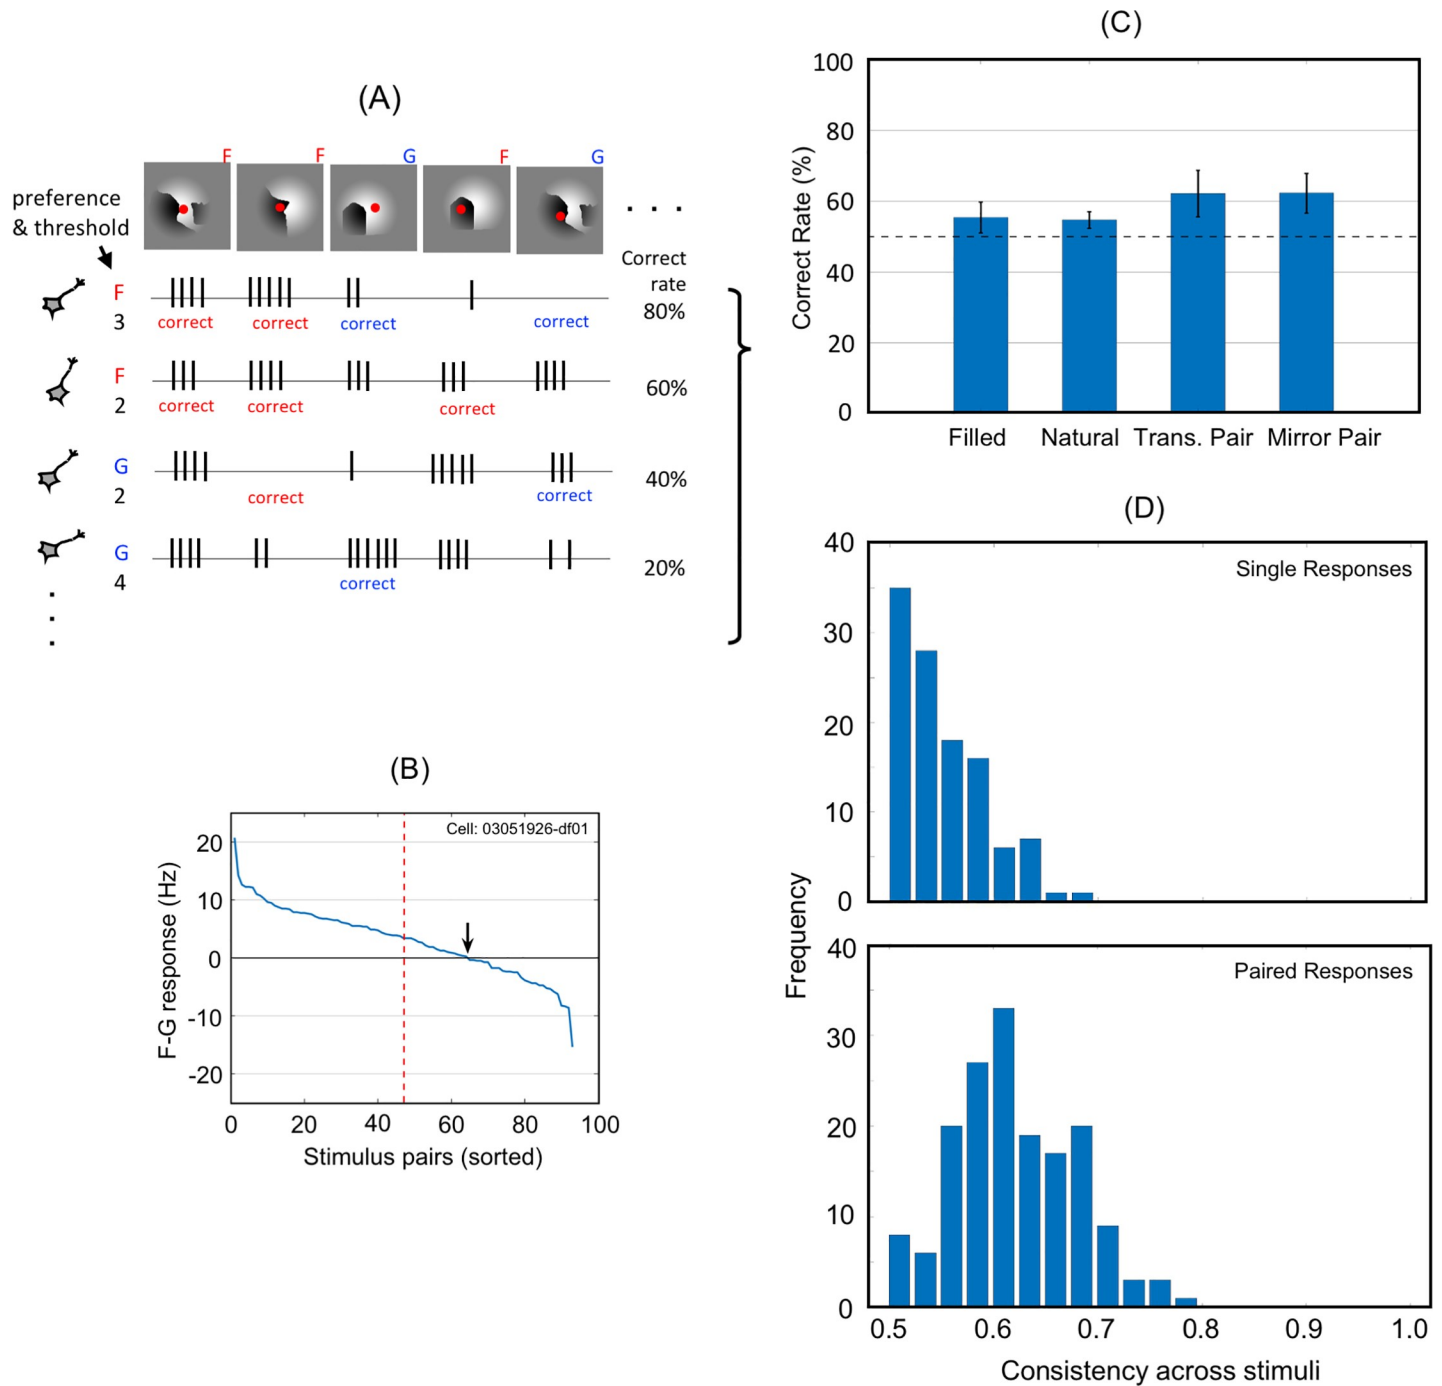 (A)
F F G F G
preference
& threshold
. . .
Correct
rate
F
3
80%
correct correct correct correct
F
2
60%
correct correct correct
G
2
40%
correct correct
G
4
20%
correct
(B)
Cell: 03051926-df01
F-G response (Hz)
20
10
0
-10
-20
0 20 40 60 80 100
Stimulus pairs (sorted)
(C)
Correct Rate (%)
100
80
60
40
20
0
Filled Natural Trans. Pair Mirror Pair
(D)
Single Responses
40
30
20
10
0
Frequency
Paired Responses
40
30
20
10
0
0.5 0.6 0.7 0.8 0.9 1.0
Consistency across stimuli